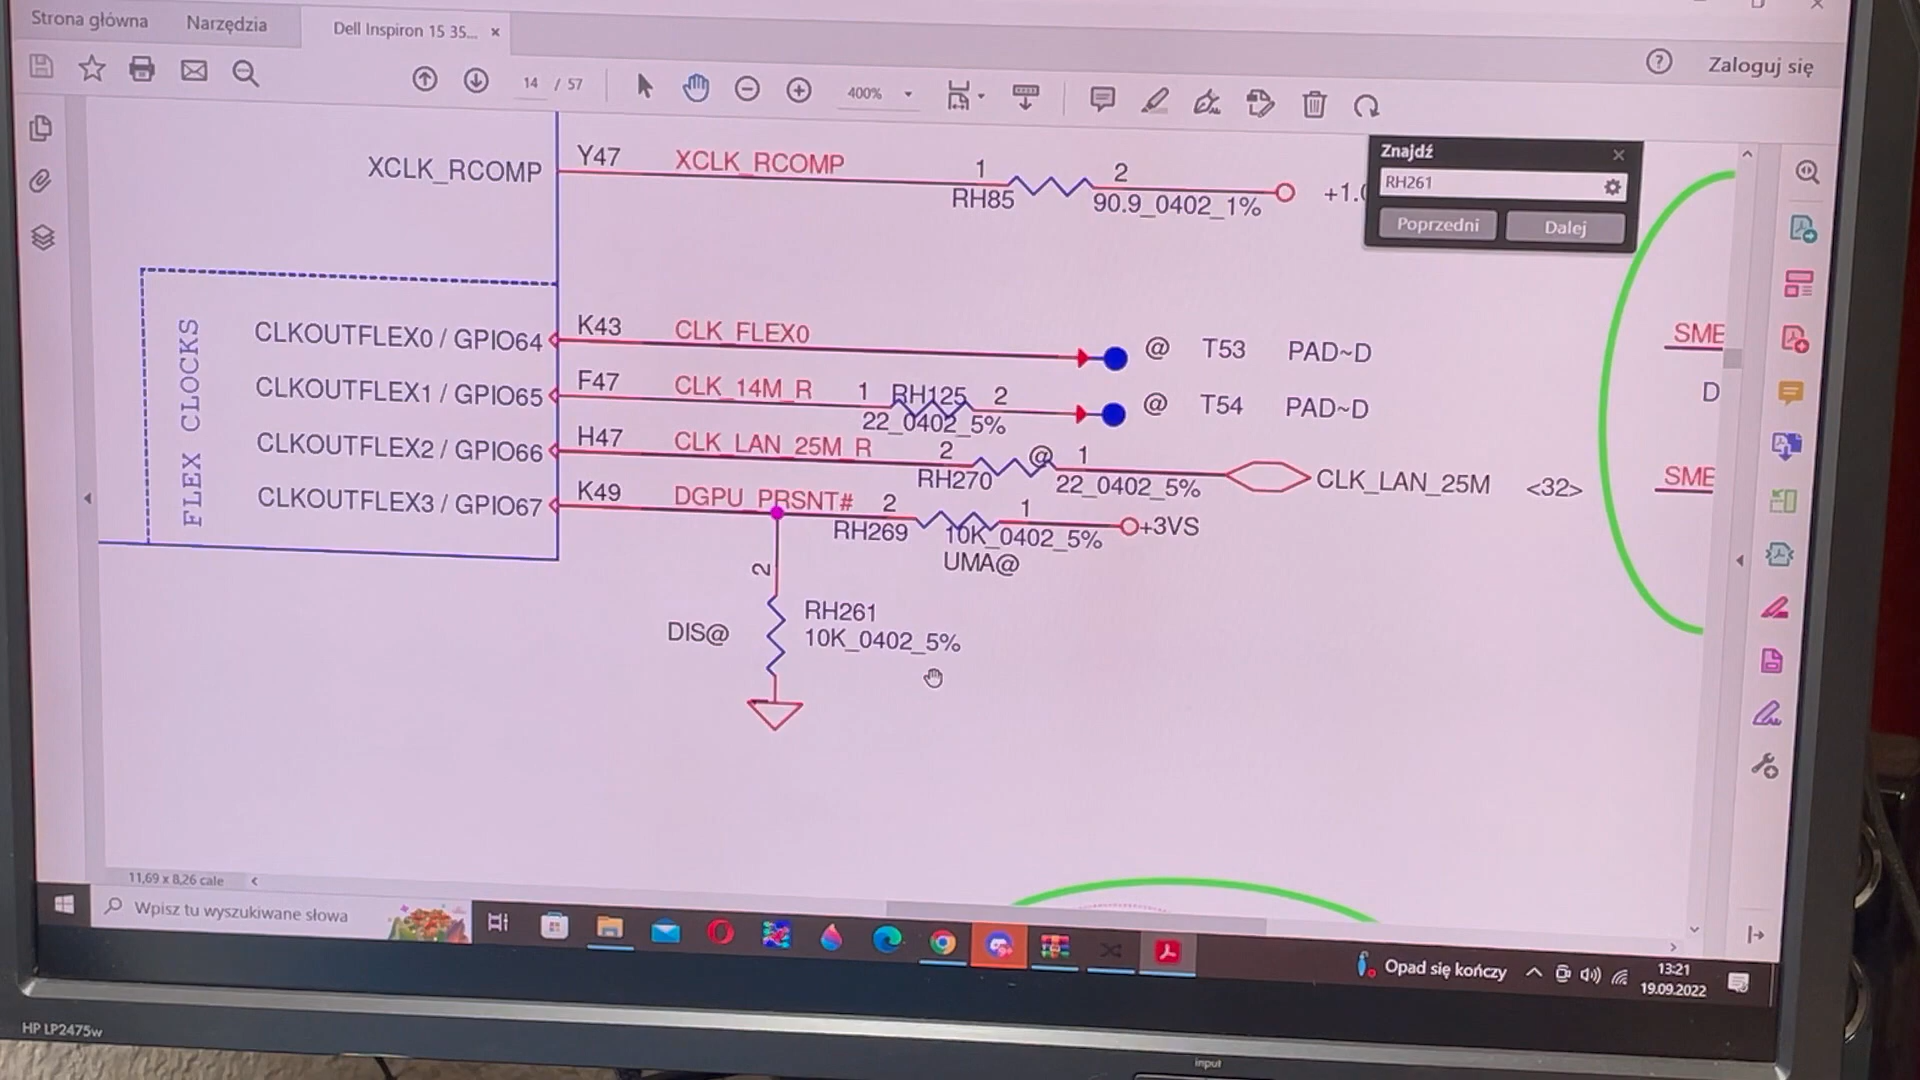 Strona główna
Narzędzia
Dell Inspiron 15 35... ×
Zaloguj się
14 / 57
400%
Znajdź
RH261
Poprzedni
Dalej
XCLK_RCOMP
Y47
XCLK_RCOMP
1
RH85
2
90.9_0402_1%
FLEX CLOCKS
CLKOUTFLEX0 / GPIO64
K43
CLK_FLEX0
@
T53
PAD~D
CLKOUTFLEX1 / GPIO65
F47
CLK_14M_R
1
RH125
2
22_0402_5%
@
T54
PAD~D
CLKOUTFLEX2 / GPIO66
H47
CLK_LAN_25M_R
2
RH270
@
1
22_0402_5%
CLK_LAN_25M
<32>
CLKOUTFLEX3 / GPIO67
K49
DGPU_PRSNT#
2
RH269
1
10K_0402_5%
UMA@
+3VS
2
DIS@
RH261
10K_0402_5%
SME
D
SME
11,69 x 8,26 cale
Wpisz tu wyszukiwane słowa
Opad się kończy
13:21
19.09.2022
HP LP2475w
input